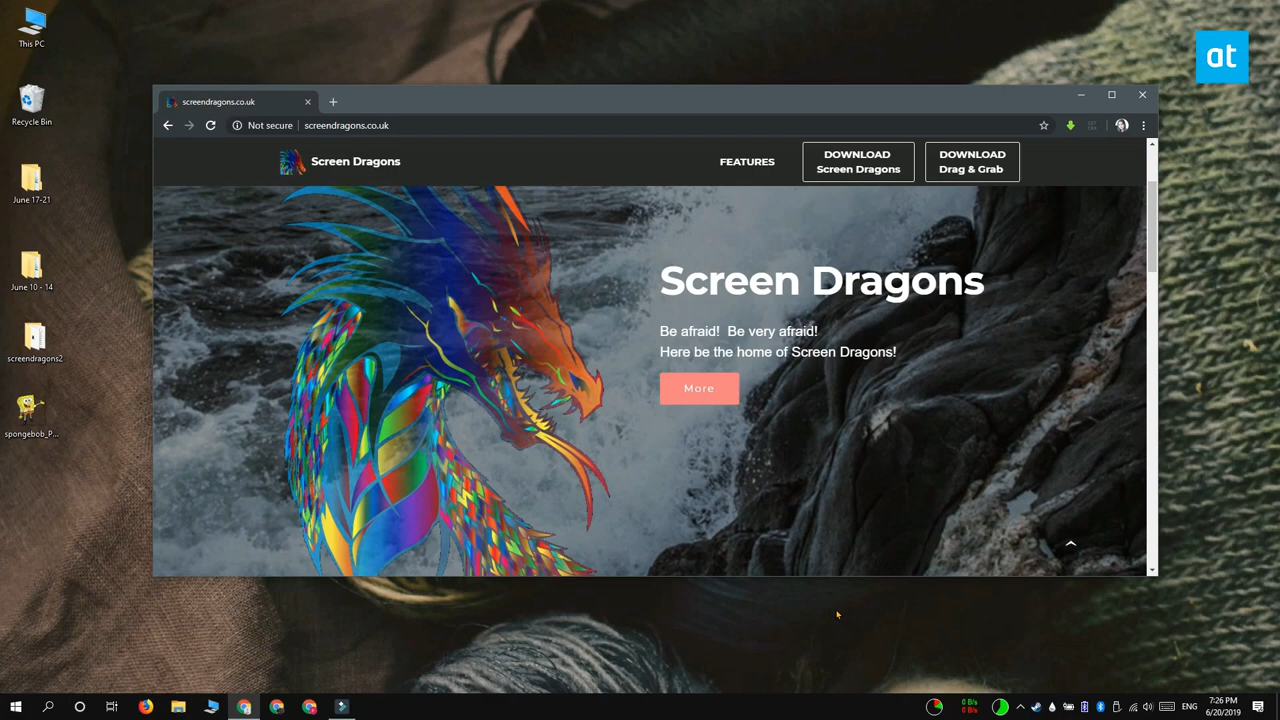 This PC
Recycle Bin
June 17-21
June 10 - 14
screendragons2
spongebob_P...
at
screendragons.co.uk
Not secure
screendragons.co.uk
Screen Dragons
FEATURES
DOWNLOAD
Screen Dragons
DOWNLOAD
Drag & Grab
Screen Dragons
Be afraid! Be very afraid!
Here be the home of Screen Dragons!
More
0 B/s
0 B/s
ENG
7:26 PM
6/20/2019